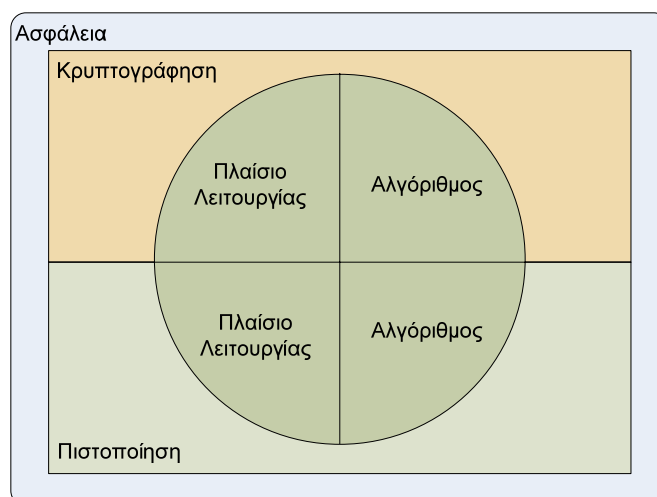 Ασφάλεια
Κρυπτογράφηση
Πλαίσιο
Λειτουργίας
Αλγόριθμος
Πλαίσιο
Λειτουργίας
Αλγόριθμος
Πιστοποίηση